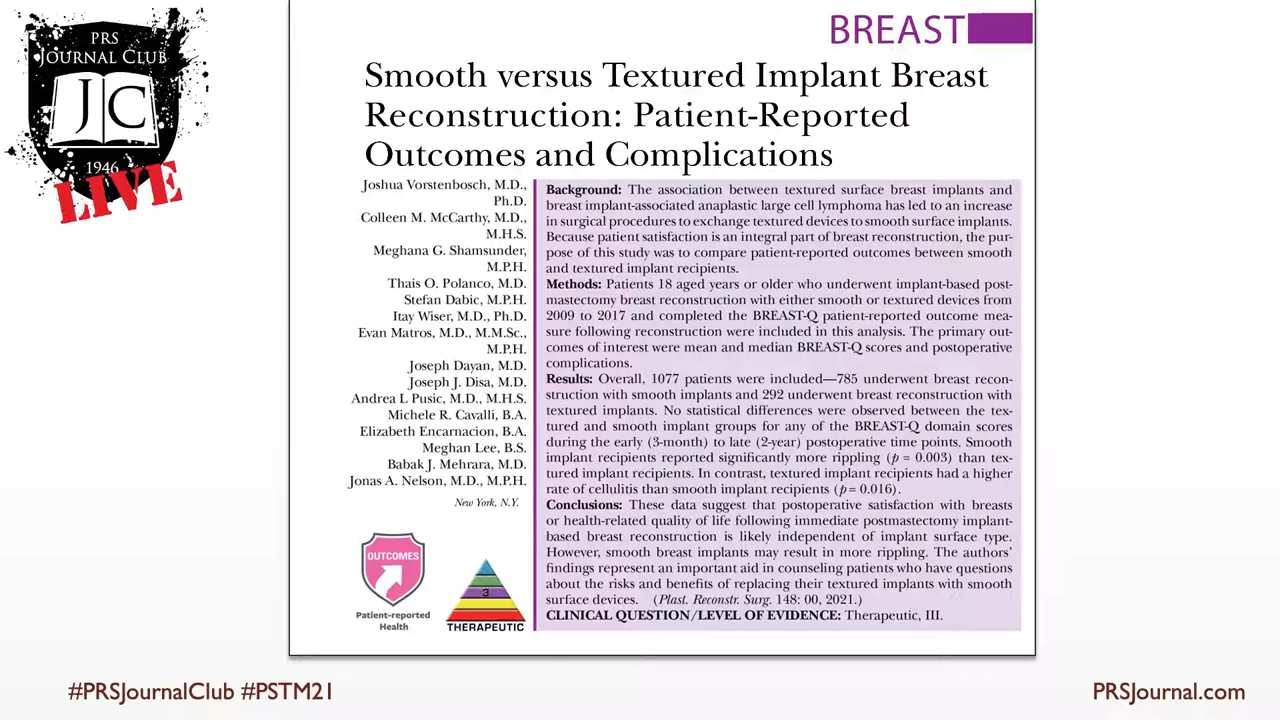 PRS
JOURNAL CLUB
JC
1946
LIVE
BREAST
Smooth versus Textured Implant Breast
Reconstruction: Patient-Reported
Outcomes and Complications
Joshua Vorstenbosch, M.D.,
Ph.D.
Colleen M. McCarthy, M.D.,
M.H.S.
Meghana G. Shamsunder,
M.P.H.
Thais O. Polanco, M.D.
Stefan Dabic, M.P.H.
Itay Wiser, M.D., Ph.D.
Evan Matros, M.D., M.M.Sc.,
M.P.H.
Joseph Dayan, M.D.
Joseph J. Disa, M.D.
Andrea L Pusic, M.D., M.H.S.
Michele R. Cavalli, B.A.
Elizabeth Encarnacion, B.A.
Meghan Lee, B.S.
Babak J. Mehrara, M.D.
Jonas A. Nelson, M.D., M.P.H.
New York, N.Y.
Background: The association between textured surface breast implants and
breast implant-associated anaplastic large cell lymphoma has led to an increase
in surgical procedures to exchange textured devices to smooth surface implants.
Because patient satisfaction is an integral part of breast reconstruction, the pur-
pose of this study was to compare patient-reported outcomes between smooth
and textured implant recipients.
Methods: Patients 18 aged years or older who underwent implant-based post-
mastectomy breast reconstruction with either smooth or textured devices from
2009 to 2017 and completed the BREAST-Q patient-reported outcome mea-
sure following reconstruction were included in this analysis. The primary out-
comes of interest were mean and median BREAST-Q scores and postoperative
complications.
Results: Overall, 1077 patients were included—785 underwent breast recon-
struction with smooth implants and 292 underwent breast reconstruction with
textured implants. No statistical differences were observed between the tex-
tured and smooth implant groups for any of the BREAST-Q domain scores
during the early (3-month) to late (2-year) postoperative time points. Smooth
implant recipients reported significantly more rippling (p = 0.003) than tex-
tured implant recipients. In contrast, textured implant recipients had a higher
rate of cellulitis than smooth implant recipients (p = 0.016).
Conclusions: These data suggest that postoperative satisfaction with breasts
or health-related quality of life following immediate postmastectomy implant-
based breast reconstruction is likely independent of implant surface type.
However, smooth breast implants may result in more rippling. The authors'
findings represent an important aid in counseling patients who have questions
about the risks and benefits of replacing their textured implants with smooth
surface devices. (Plast. Reconstr. Surg. 148: 00, 2021.)
CLINICAL QUESTION/LEVEL OF EVIDENCE: Therapeutic, III.
OUTCOMES
Patient-reported
Health
3
THERAPEUTIC
#PRSJournalClub #PSTM21
PRSJournal.com